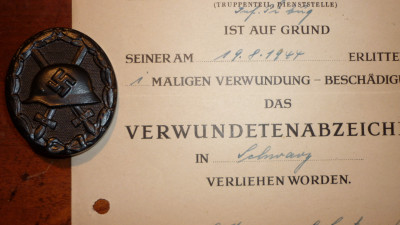 (TRUPPENTEIL, DIENSTSTELLE)
IST AUF GRUND
SEINER AM 19.8.1944 ERLITTE
1 MALIGEN VERWUNDUNG – BESCHÄDIGU
DAS
VERWUNDETENABZEICHE
IN Schwarz
VERLIEHEN WORDEN.